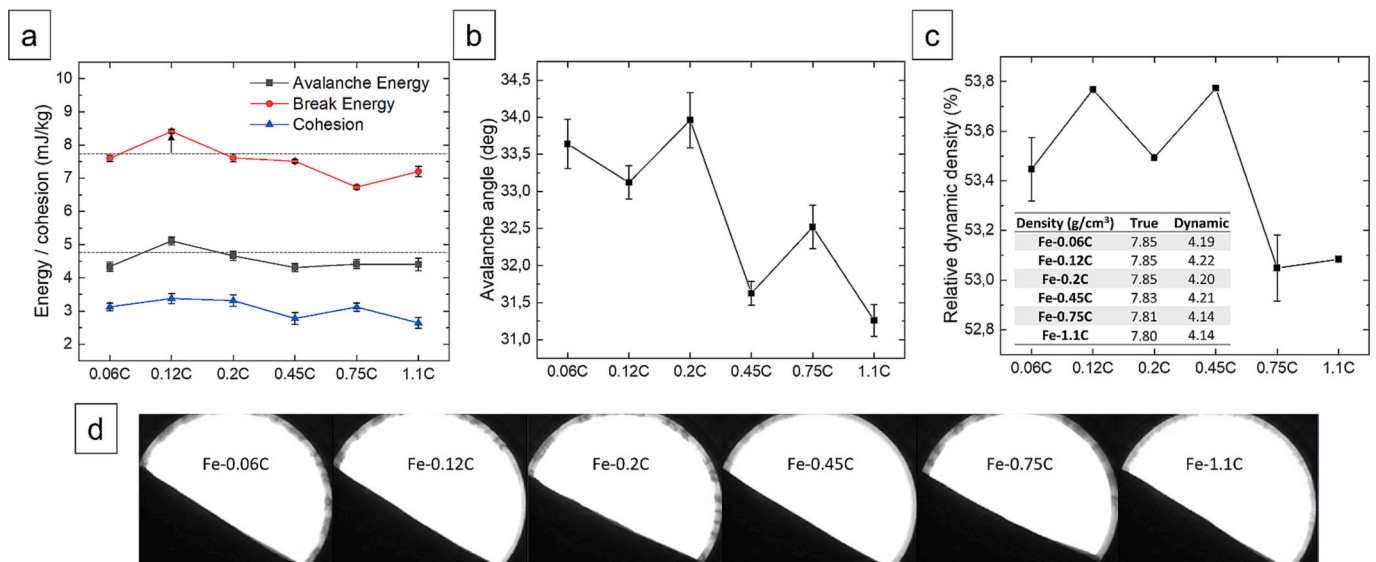 a
Energy / cohesion (mJ/kg)
10
9
8
7
6
5
4
3
2
Avalanche Energy
Break Energy
Cohesion
0.06C 0.12C 0.2C 0.45C 0.75C 1.1C
b
Avalanche angle (deg)
34,5
34,0
33,5
33,0
32,5
32,0
31,5
31,0
0.06C 0.12C 0.2C 0.45C 0.75C 1.1C
c
Relative dynamic density (%)
53,8
53,6
53,4
53,2
53,0
52,8
Density (g/cm³) True Dynamic
Fe-0.06C 7.85 4.19
Fe-0.12C 7.85 4.22
Fe-0.2C 7.85 4.20
Fe-0.45C 7.83 4.21
Fe-0.75C 7.81 4.14
Fe-1.1C 7.80 4.14
0.06C 0.12C 0.2C 0.45C 0.75C 1.1C
d
Fe-0.06C
Fe-0.12C
Fe-0.2C
Fe-0.45C
Fe-0.75C
Fe-1.1C